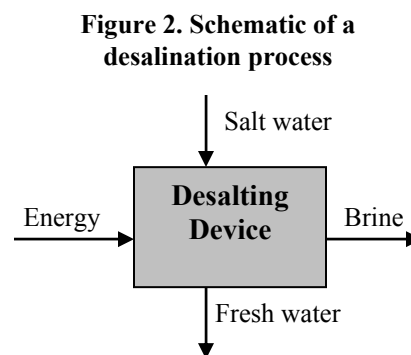 Figure 2. Schematic of a
desalination process
Salt water
Desalting
Device
Energy
Brine
Fresh water